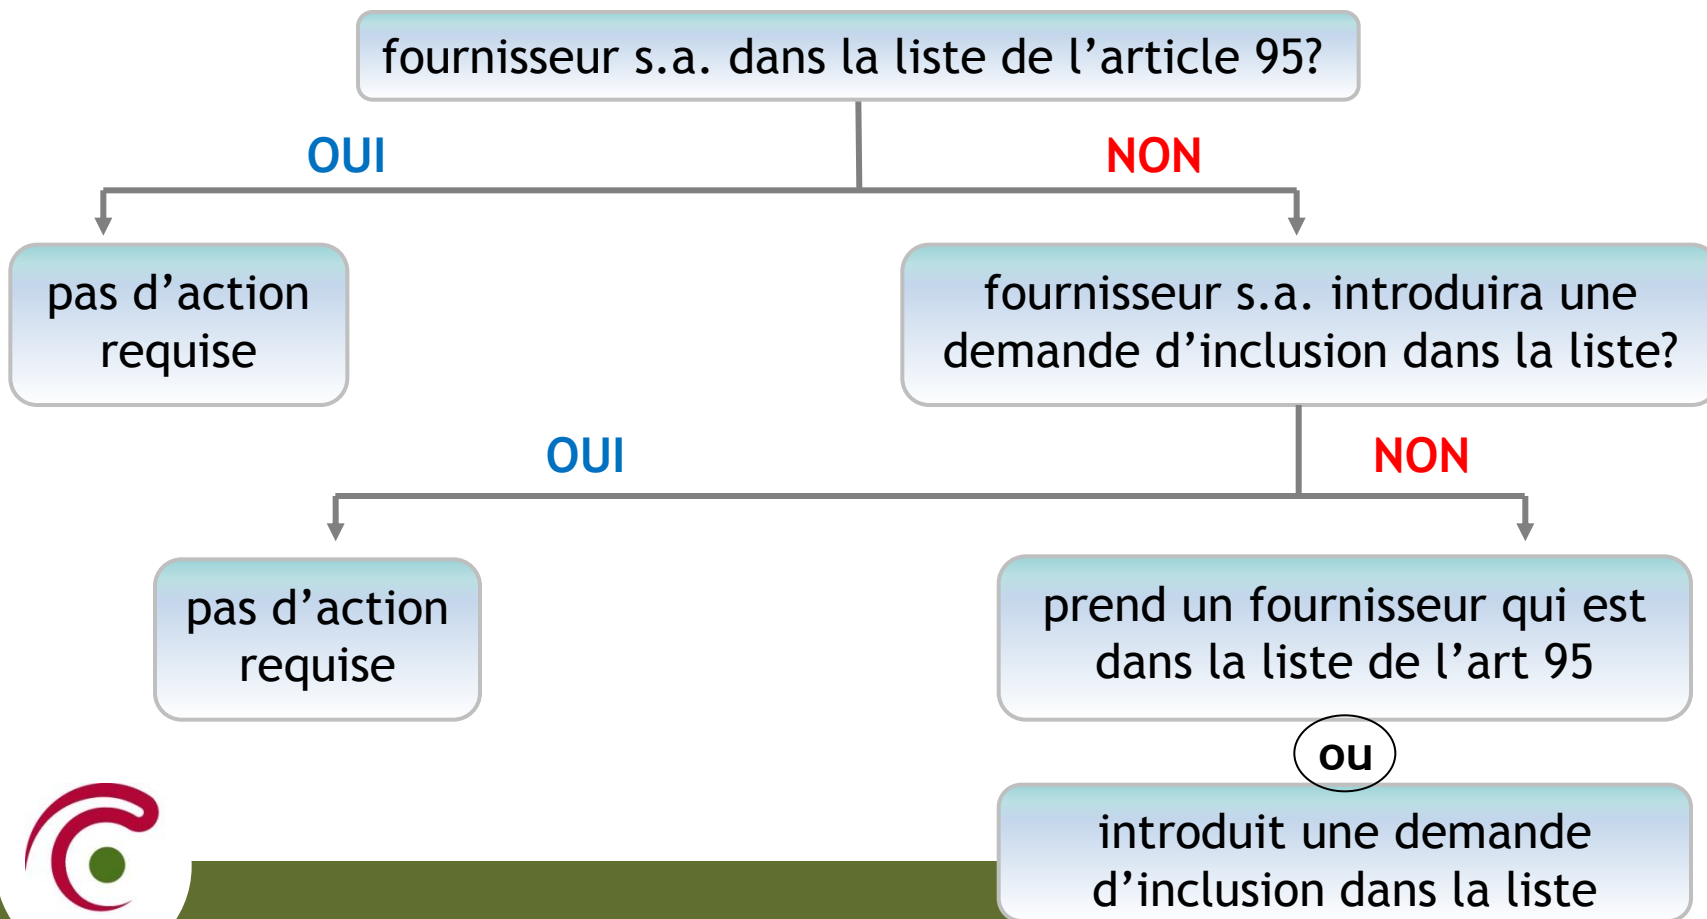 fournisseur s.a. dans la liste de l’article 95?
OUI
NON
pas d’action
requise
fournisseur s.a. introduira une
demande d’inclusion dans la liste?
OUI
NON
pas d’action
requise
prend un fournisseur qui est
dans la liste de l’art 95
ou
introduit une demande
d’inclusion dans la liste